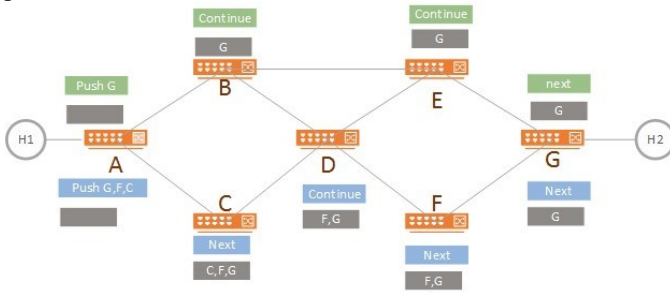 Continue
G
Continue
G
Push G
B
E
next
G
H1
A
D
G
H2
Push G,F,C
C
Continue
F,G
F
Next
G
Next
C,F,G
Next
F,G